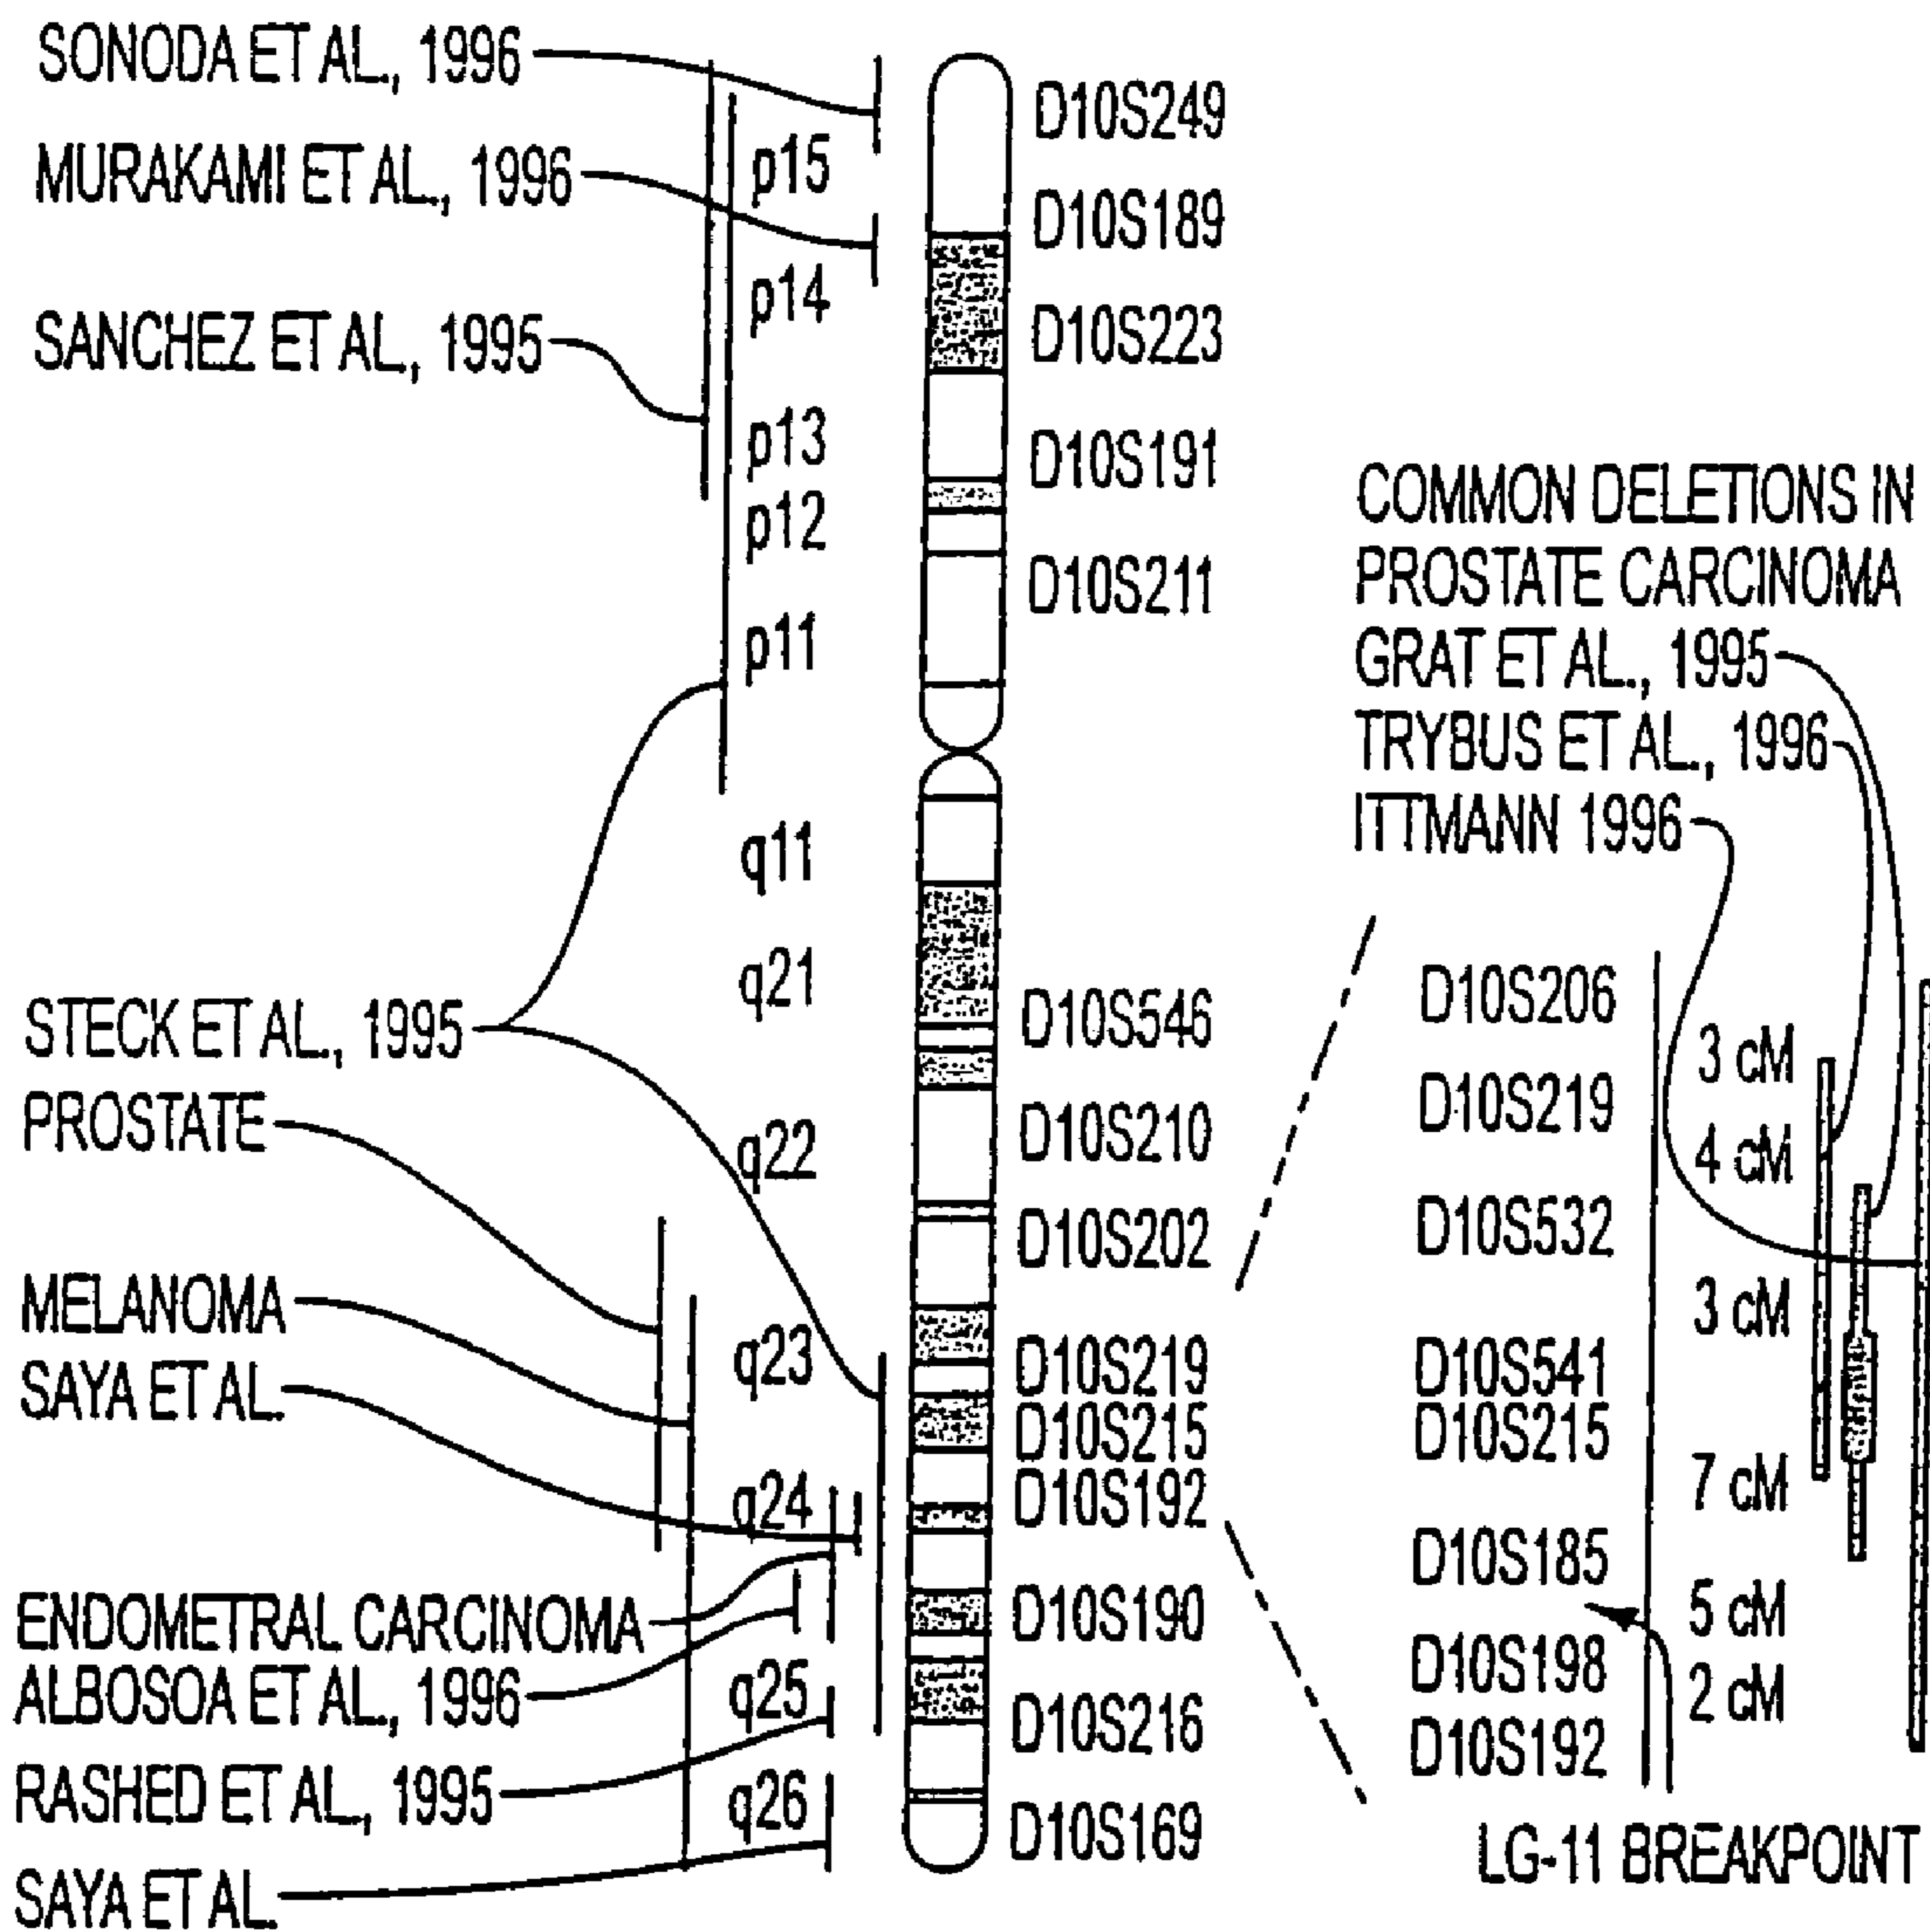 SONODA ET AL., 1996
MURAKAMI ET AL., 1996
SANCHEZ ET AL., 1995
STECK ET AL., 1995
PROSTATE
MELANOMA
SAYA ET AL.
ENDOMETRAL CARCINOMA
ALBOSOA ET AL., 1996
RASHED ET AL., 1995
SAYA ET AL.
p15
p14
p13
p12
p11
q11
q21
q22
q23
q24
q25
q26
D10S249
D10S189
D10S223
D10S191
D10S211
D10S546
D10S210
D10S202
D10S219
D10S215
D10S192
D10S190
D10S216
D10S169
COMMON DELETIONS IN
PROSTATE CARCINOMA
GRAT ET AL., 1995
TRYBUS ET AL., 1996
ITTMANN 1996
D10S206
D10S219
D10S532
D10S541
D10S215
D10S185
D10S198
D10S192
3 cM
4 cM
3 cM
7 cM
5 cM
2 cM
LG-11 BREAKPOINT